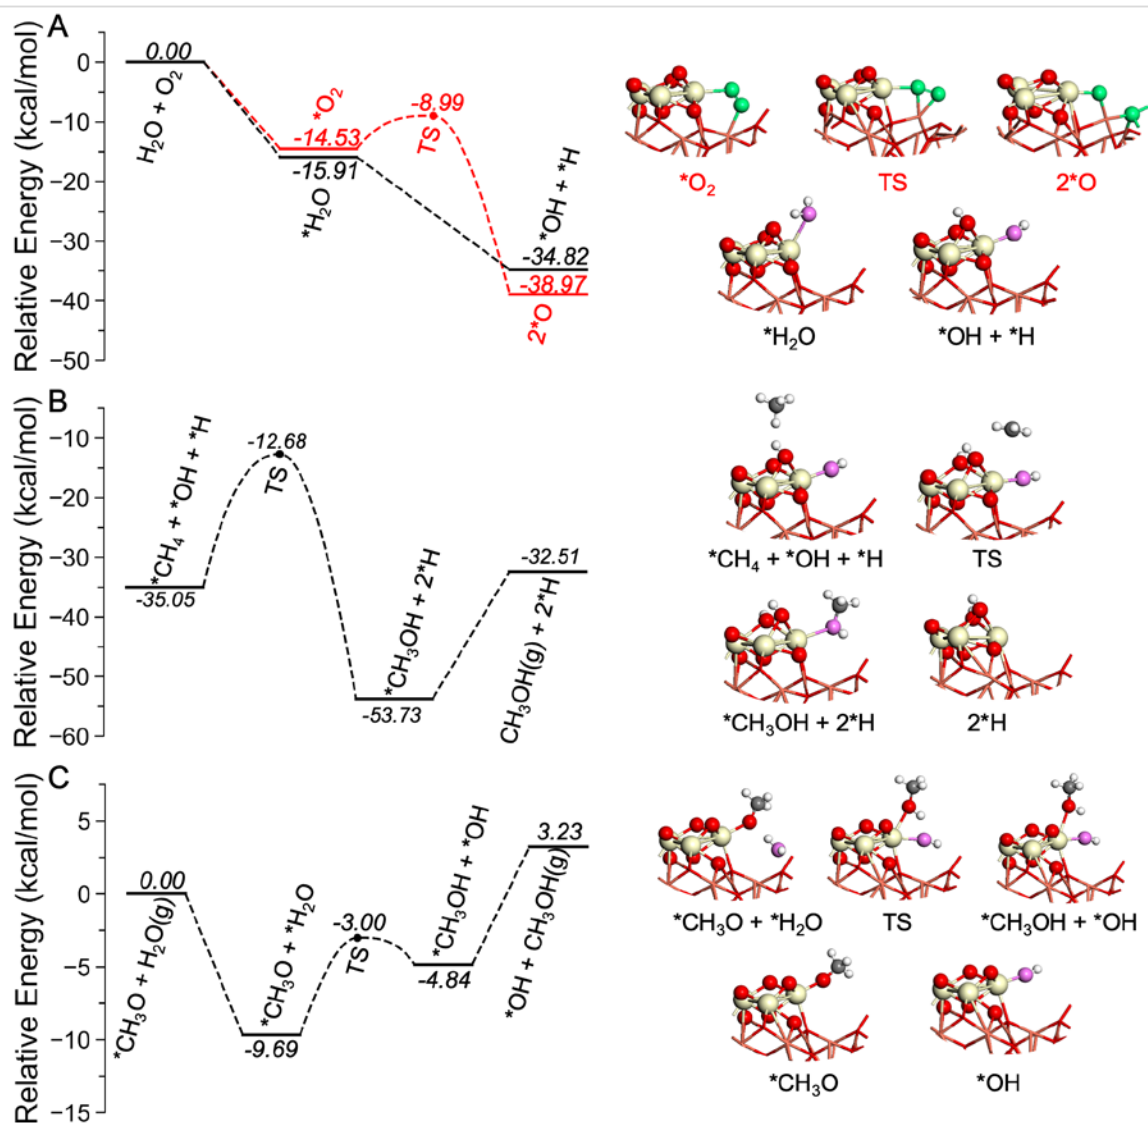 A
Relative Energy (kcal/mol)
0
−10
−20
−30
−40
−50
0.00
H₂O + O₂
*O₂
-14.53
-15.91
*H₂O
-8.99
TS
*OH + *H
-34.82
-38.97
2*O
*O₂
TS
2*O
*H₂O
*OH + *H
B
Relative Energy (kcal/mol)
−10
−20
−30
−40
−50
−60
*CH₄ + *OH + *H
-35.05
-12.68
TS
*CH₃OH + 2*H
-53.73
-32.51
CH₃OH(g) + 2*H
*CH₄ + *OH + *H
TS
*CH₃OH + 2*H
2*H
C
Relative Energy (kcal/mol)
5
0
−5
−10
−15
0.00
*CH₃O + H₂O(g)
*CH₃O + *H₂O
-9.69
-3.00
TS
*CH₃OH + *OH
-4.84
3.23
*OH + CH₃OH(g)
*CH₃O + *H₂O
TS
*CH₃OH + *OH
*CH₃O
*OH